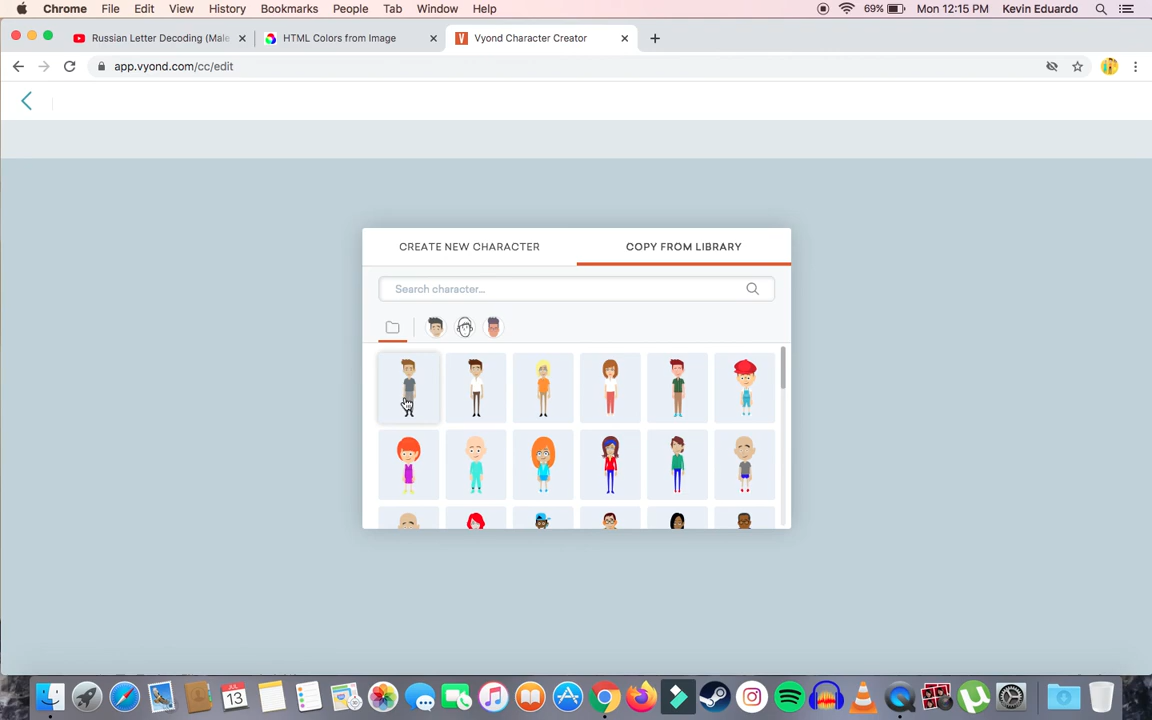 Chrome File Edit View History Bookmarks People Tab Window Help 69% Mon 12:15 PM Kevin Eduardo
Russian Letter Decoding (Male HTML Colors from Image Vyond Character Creator
app.vyond.com/cc/edit
CREATE NEW CHARACTER COPY FROM LIBRARY
Search character...
JUL
13